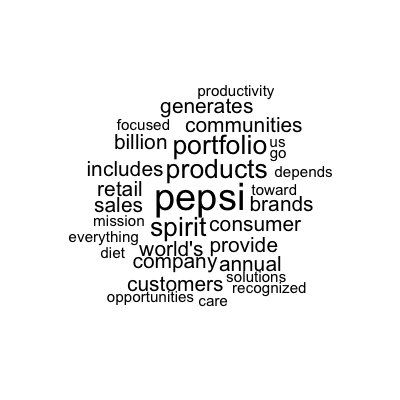 productivity
generates
focused communities
billion portfolio us
go
includes products depends
retail pepsi toward
sales brands
mission spirit consumer
everything world's provide
diet company annual
customers solutions
recognized
opportunities care